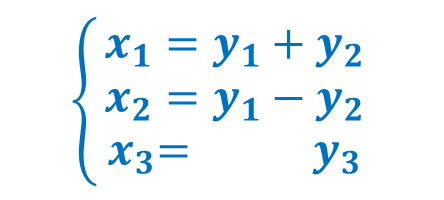 x₁ = y₁ + y₂
x₂ = y₁ − y₂
x₃= y₃